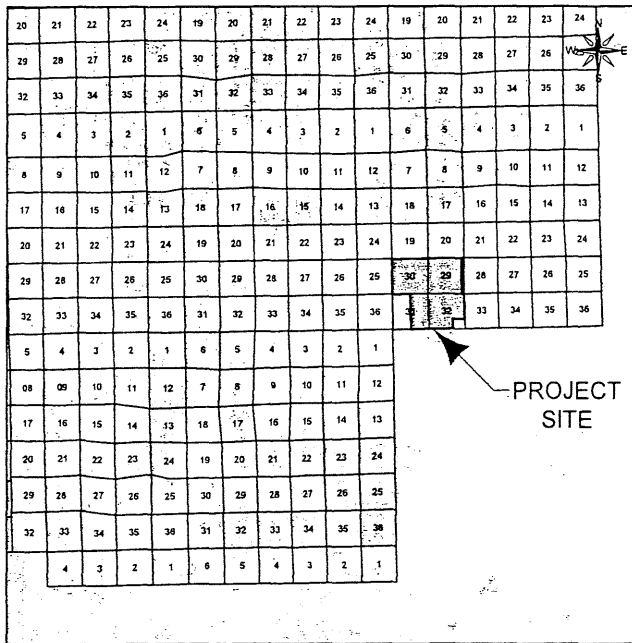 20 21 22 23 24 19 20 21 22 23 24 19 20 21 22 23 24
N
29 28 27 26 25 30 29 28 27 26 25 30 29 28 27 26 W E
S
32 33 34 35 36 31 32 33 34 35 36 31 32 33 34 35 36
5 4 3 2 1 6 5 4 3 2 1 6 5 4 3 2 1
8 9 10 11 12 7 8 9 10 11 12 7 8 9 10 11 12
17 16 15 14 13 18 17 16 15 14 13 18 17 16 15 14 13
20 21 22 23 24 19 20 21 22 23 24 19 20 21 22 23 24
29 28 27 26 25 30 29 28 27 26 25 30 29 28 27 26 25
32 33 34 35 36 31 32 33 34 35 36 32 33 34 35 36
5 4 3 2 1 6 5 4 3 2 1
08 09 10 11 12 7 8 9 10 11 12
17 16 15 14 13 18 17 16 15 14 13
20 21 22 23 24 19 20 21 22 23 24
29 28 27 26 25 30 29 28 27 26 25
32 33 34 35 36 31 32 33 34 35 36
4 3 2 1 6 5 4 3 2 1
PROJECT
SITE